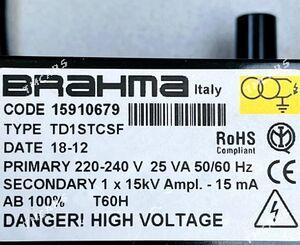 BRAHMA Italy
CODE 15910679
TYPE TD1STCSF
DATE 18-12
RoHS
Compliant
PRIMARY 220-240 V 25 VA 50/60 Hz
SECONDARY 1 x 15kV Ampl. - 15 mA
AB 100% T60H
DANGER! HIGH VOLTAGE